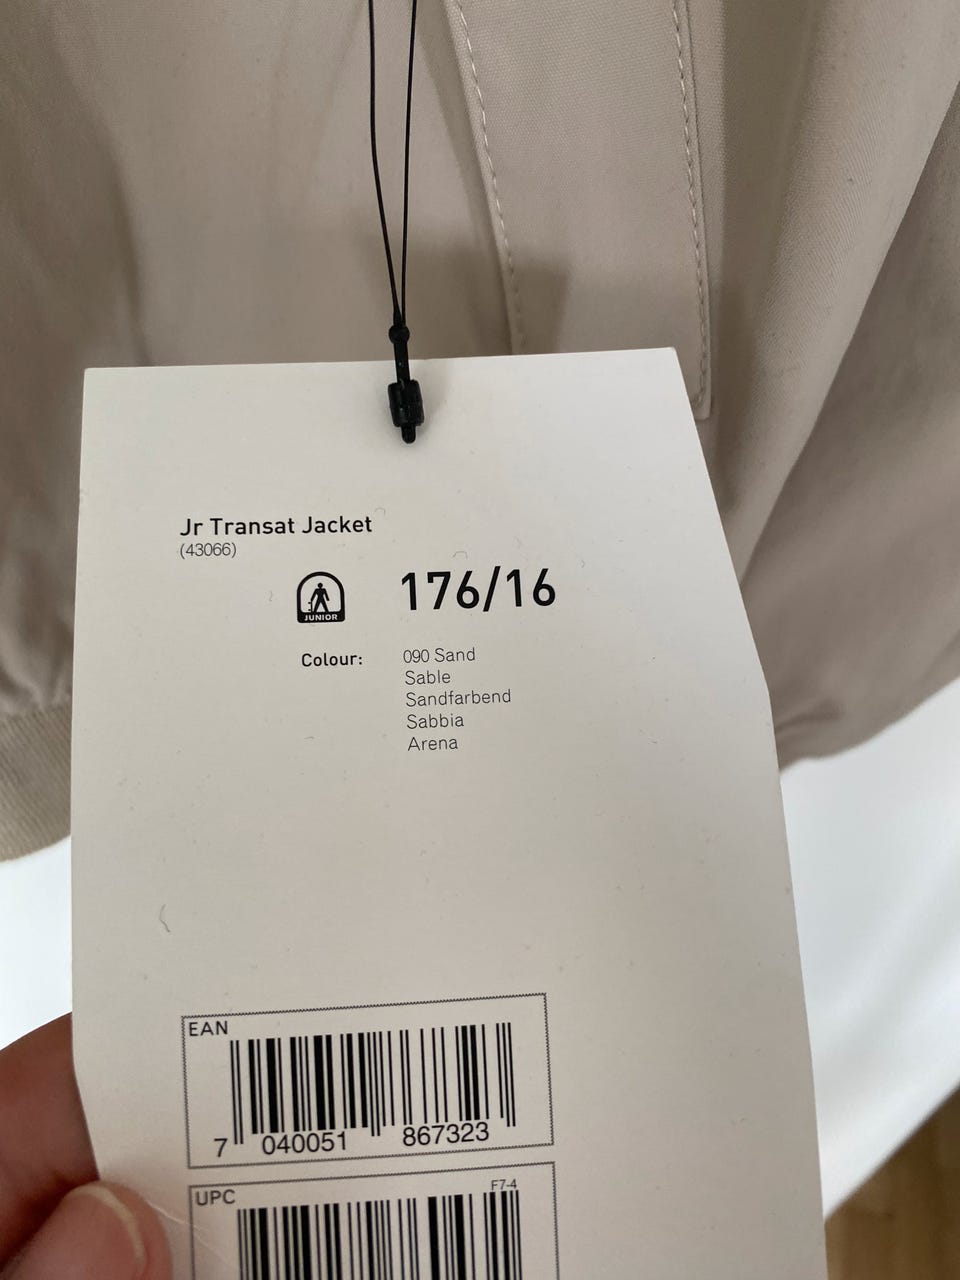 Jr Transat Jacket
(43066)
JUNIOR
176/16
Colour: 090 Sand
Sable
Sandfarbend
Sabbia
Arena
EAN
7 040051 867323
UPC
F7-4